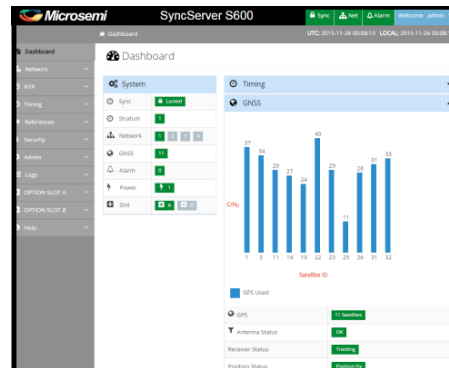 Microsemi
SyncServer S600
Sync Net Alarm Welcome admin
Dashboard
UTC: 2015-11-26 00:08:13 LOCAL: 2015-11-26 00:08:
Dashboard
Network
NTP
Timing
References
Security
Admin
Logs
OPTION SLOT A
OPTION SLOT B
Help
Dashboard
System
Sync Locked
Stratum 1
Network 1 2 3 4
GNSS 11
Alarm 0
Power 1
Slot A B
Timing
GNSS
37 34 29 27 24 40 29 11 28 31 33
C/N₀
1 3 11 14 19 22 23 25 26 31 32
Satellite ID
GPS Used
GPS 11 Satellites
Antenna Status OK
Receiver Status Tracking
Position Status Position Fix